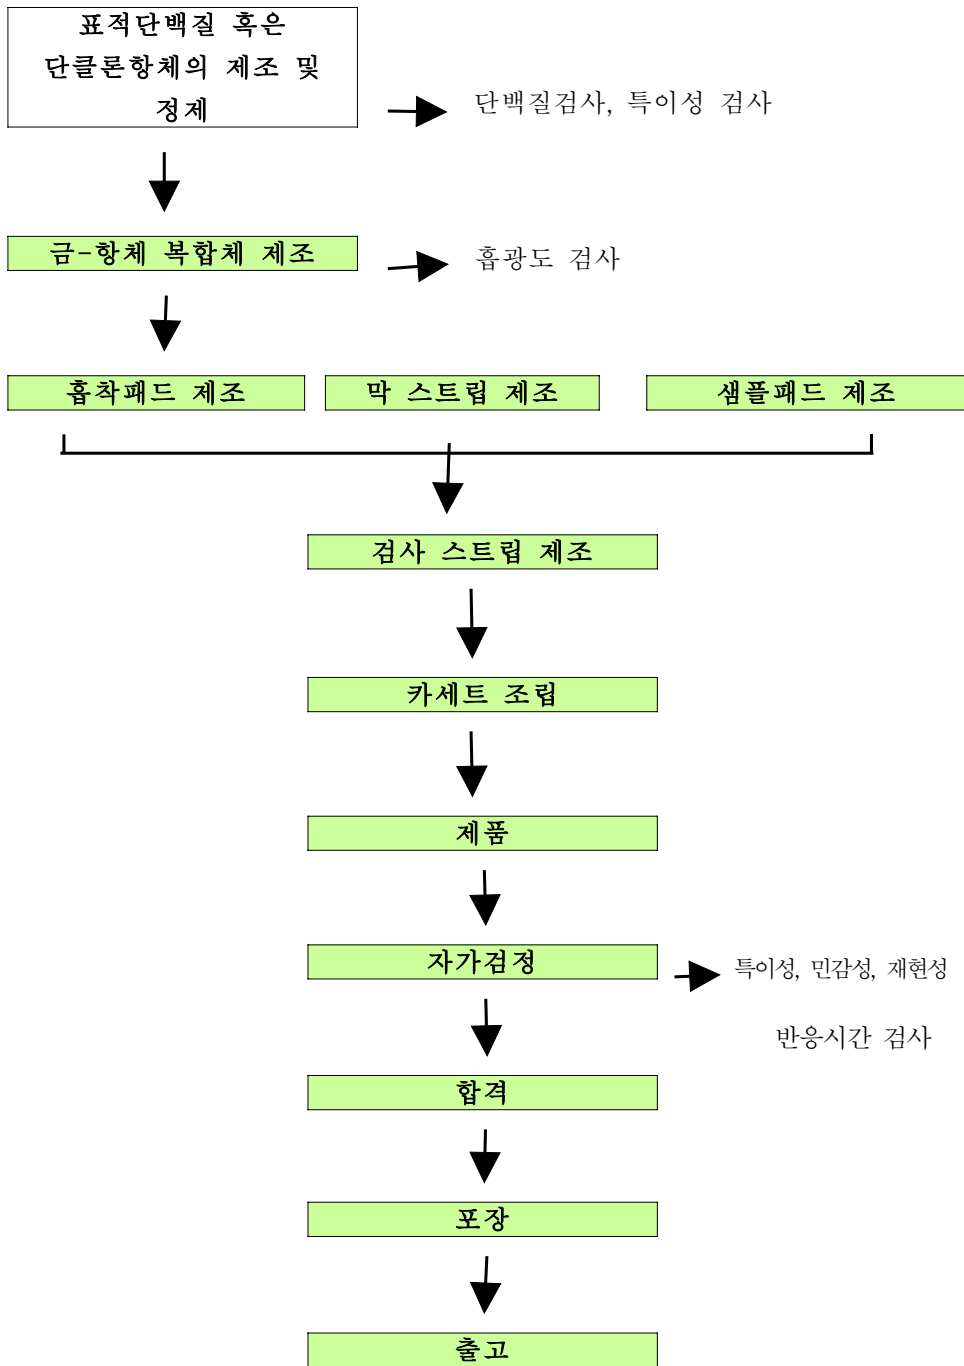 표적단백질 혹은
단클론항체의 제조 및
정제
단백질검사, 특이성 검사
금-항체 복합체 제조
흡광도 검사
흡착패드 제조
막 스트립 제조
샘플패드 제조
검사 스트립 제조
카세트 조립
제품
자가검정
특이성, 민감성, 재현성
반응시간 검사
합격
포장
출고